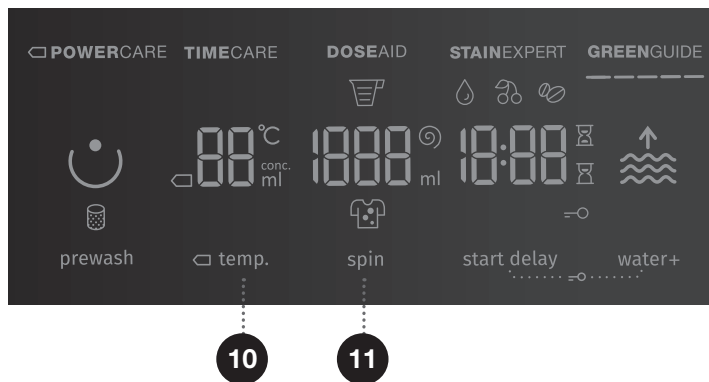 POWERCARE TIMECARE DOSEAID STAINEXPERT GREENGUIDE
88 °C 1888 18:88
conc.
ml ml
prewash temp. spin start delay water+
10 11